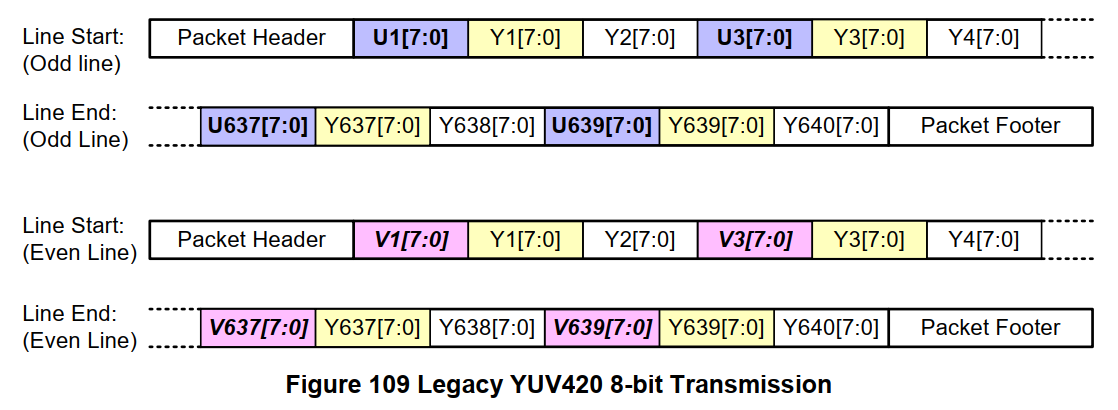 Line Start: Packet Header U1[7:0] Y1[7:0] Y2[7:0] U3[7:0] Y3[7:0] Y4[7:0]
(Odd line)
Line End: U637[7:0] Y637[7:0] Y638[7:0] U639[7:0] Y639[7:0] Y640[7:0] Packet Footer
(Odd Line)
Line Start: Packet Header V1[7:0] Y1[7:0] Y2[7:0] V3[7:0] Y3[7:0] Y4[7:0]
(Even Line)
Line End: V637[7:0] Y637[7:0] Y638[7:0] V639[7:0] Y639[7:0] Y640[7:0] Packet Footer
(Even Line)
Figure 109 Legacy YUV420 8-bit Transmission